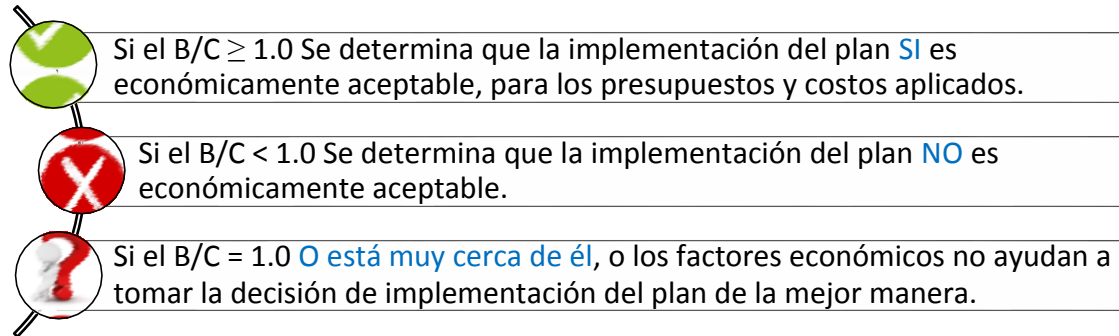 Si el B/C ≥ 1.0 Se determina que la implementación del plan SI es
económicamente aceptable, para los presupuestos y costos aplicados.
Si el B/C < 1.0 Se determina que la implementación del plan NO es
económicamente aceptable.
Si el B/C = 1.0 O está muy cerca de él, o los factores económicos no ayudan a
tomar la decisión de implementación del plan de la mejor manera.